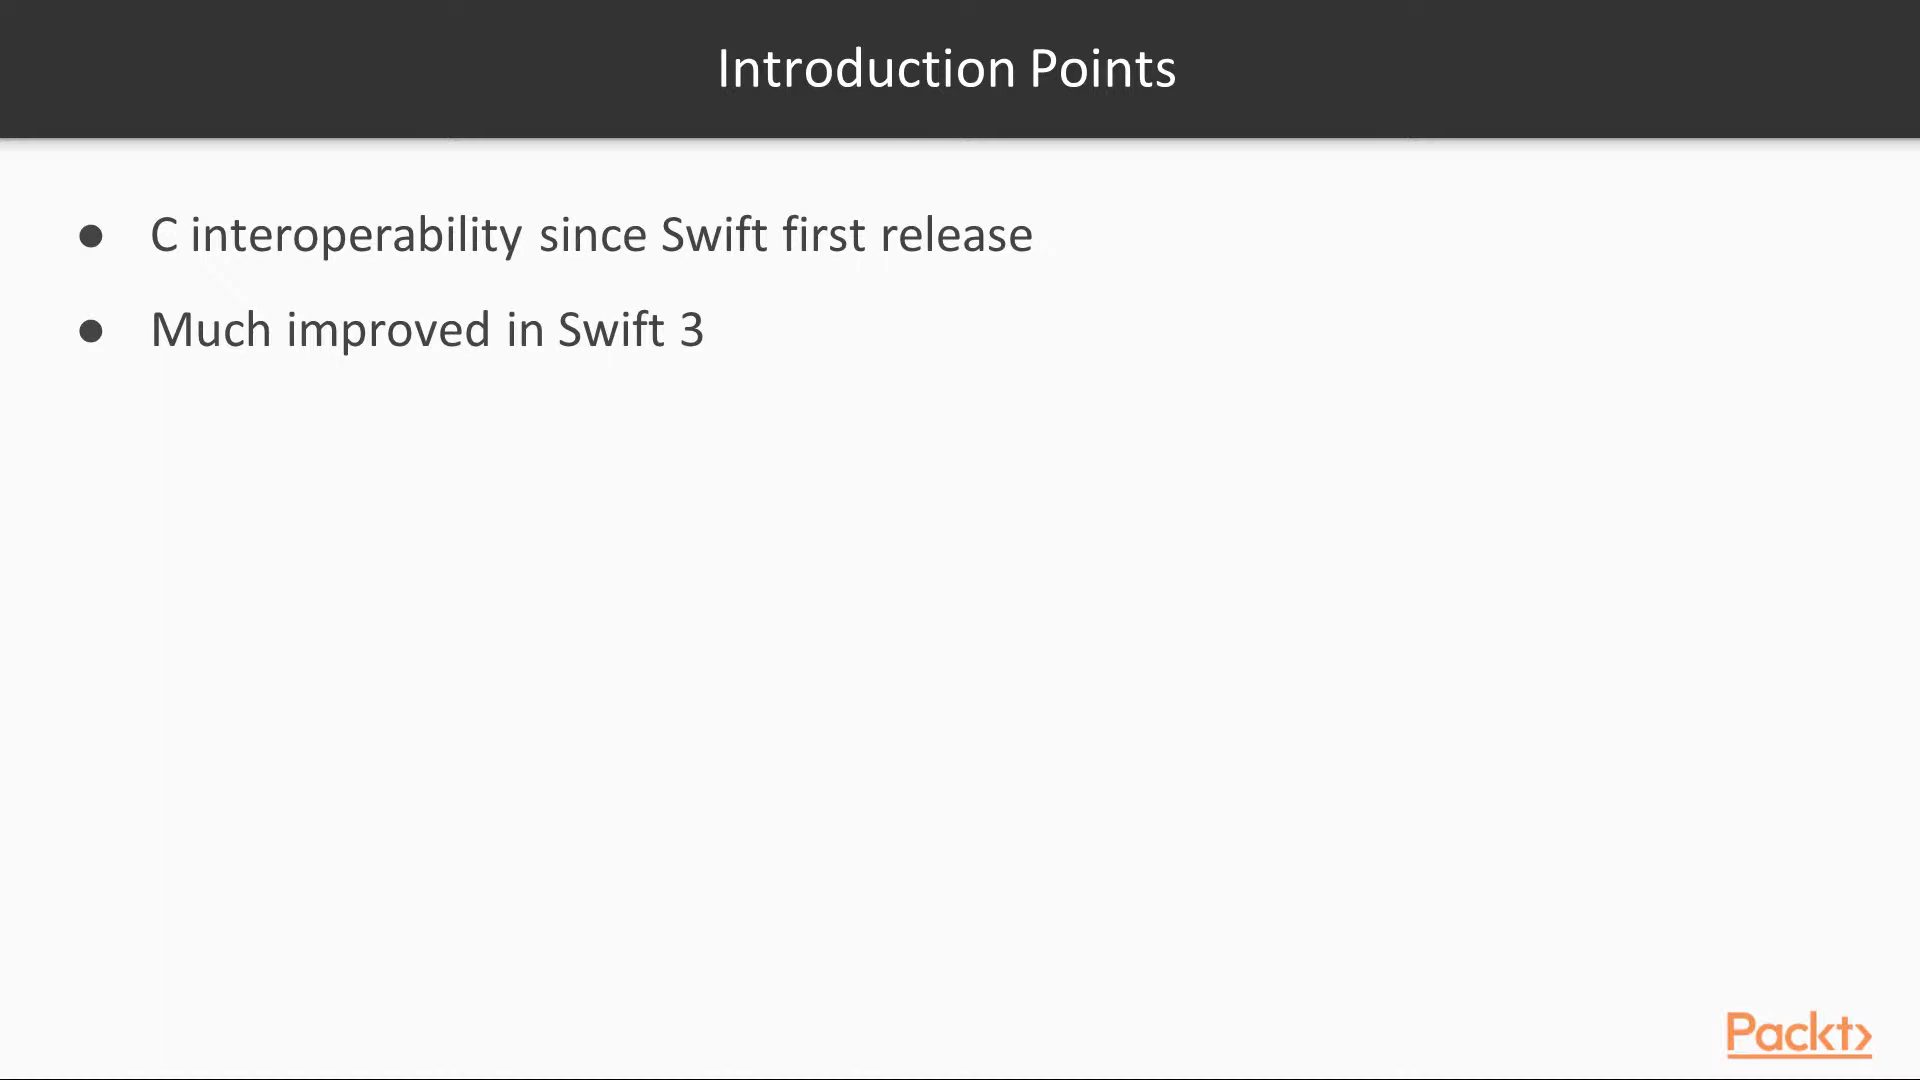 Introduction Points
● C interoperability since Swift first release
● Much improved in Swift 3
Packt>